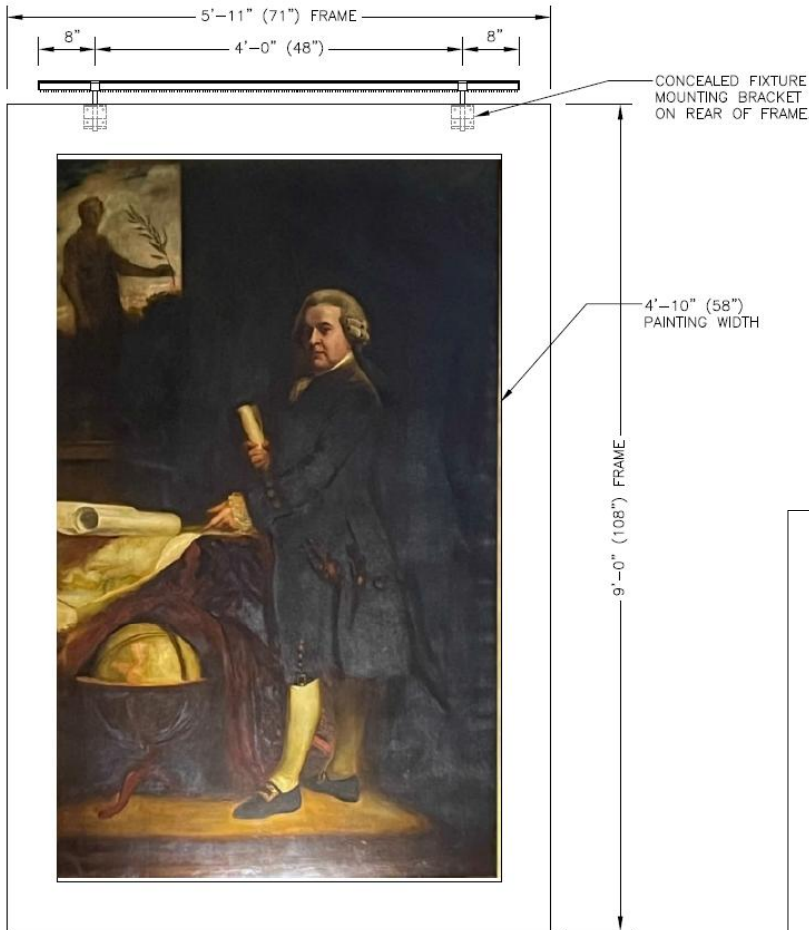 5'-11" (71") FRAME
8"
4'-0" (48")
8"
CONCEALED FIXTURE
MOUNTING BRACKET
ON REAR OF FRAME
4'-10" (58")
PAINTING WIDTH
9'-0" (108") FRAME